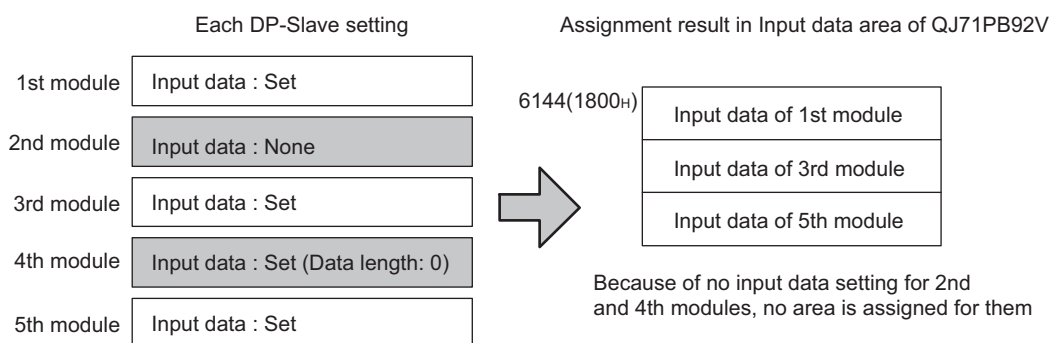 Each DP-Slave setting
1st module
Input data : Set
2nd module
Input data : None
3rd module
Input data : Set
4th module
Input data : Set (Data length: 0)
5th module
Input data : Set
Assignment result in Input data area of QJ71PB92V
6144(1800H)
Input data of 1st module
Input data of 3rd module
Input data of 5th module
Because of no input data setting for 2nd
and 4th modules, no area is assigned for them